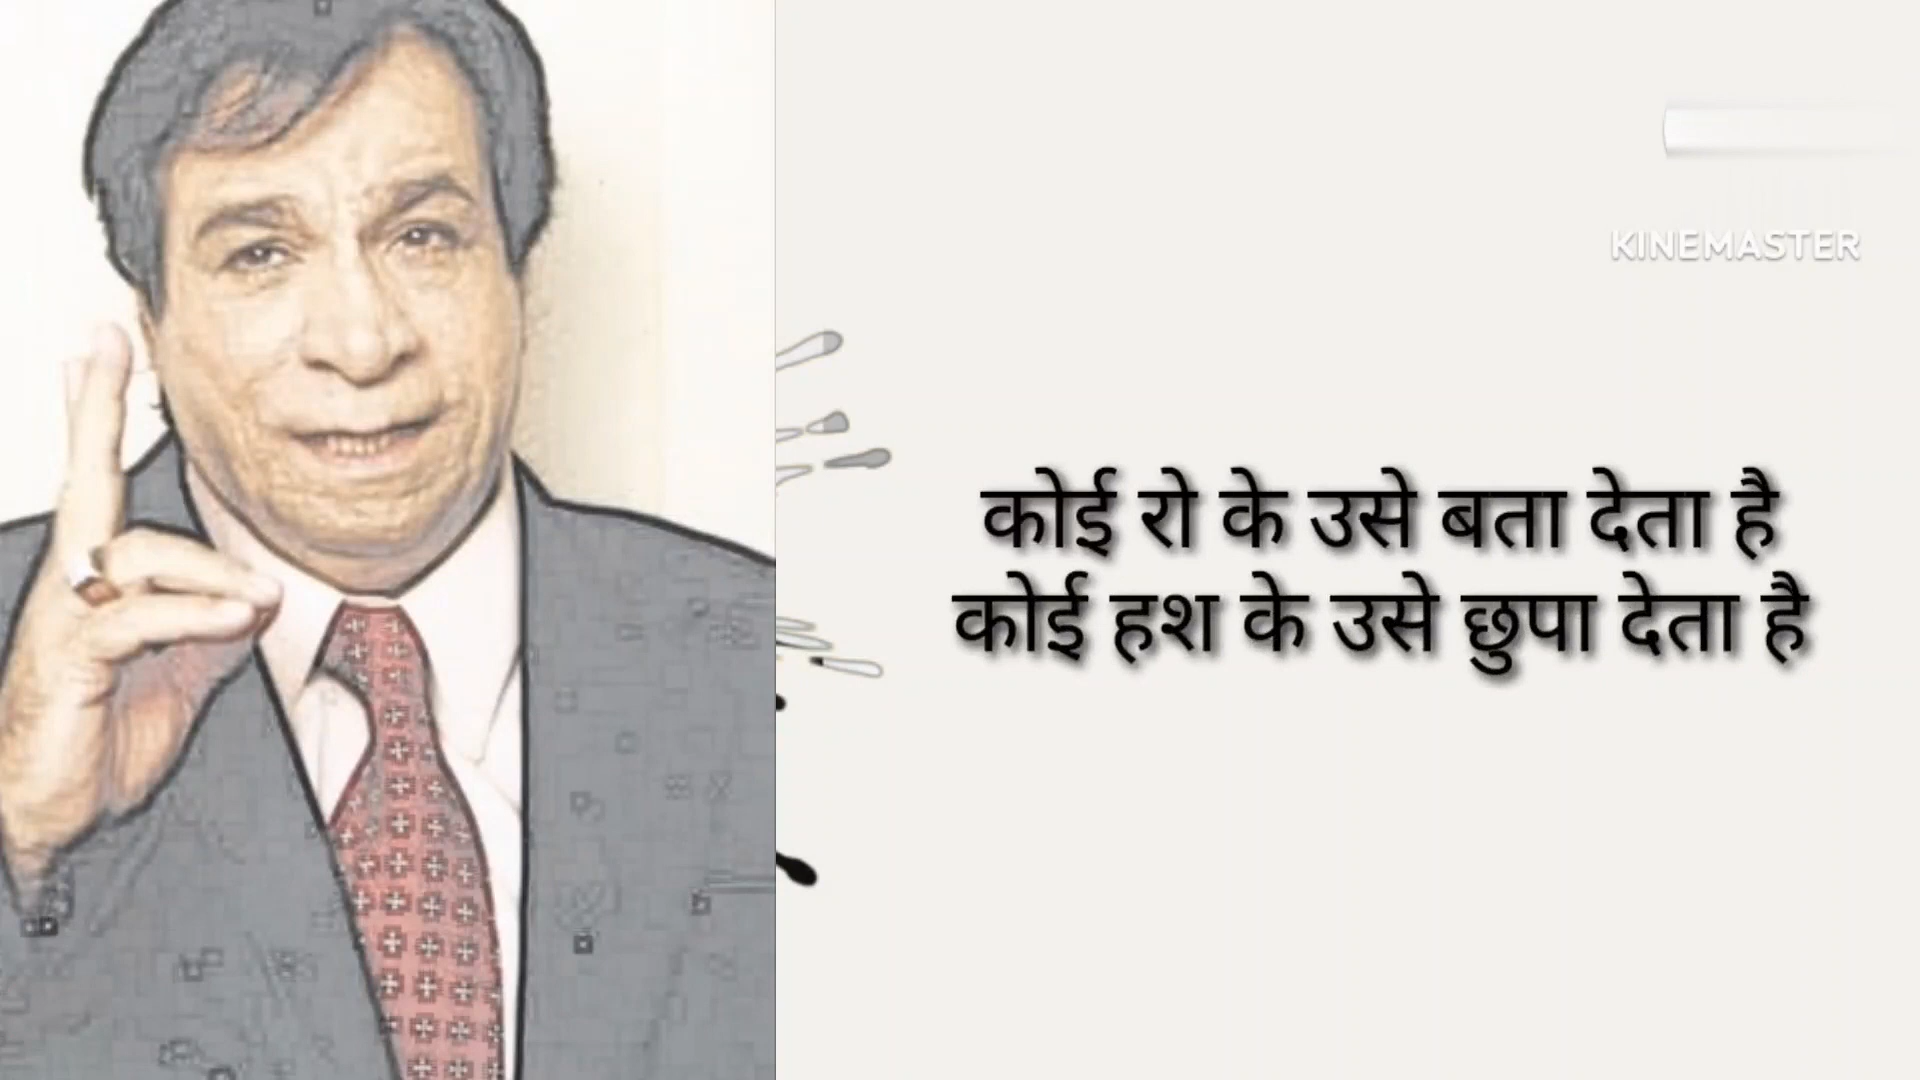 KINEMASTER
कोई रो के उसे बता देता है
कोई हश के उसे छुपा देता है